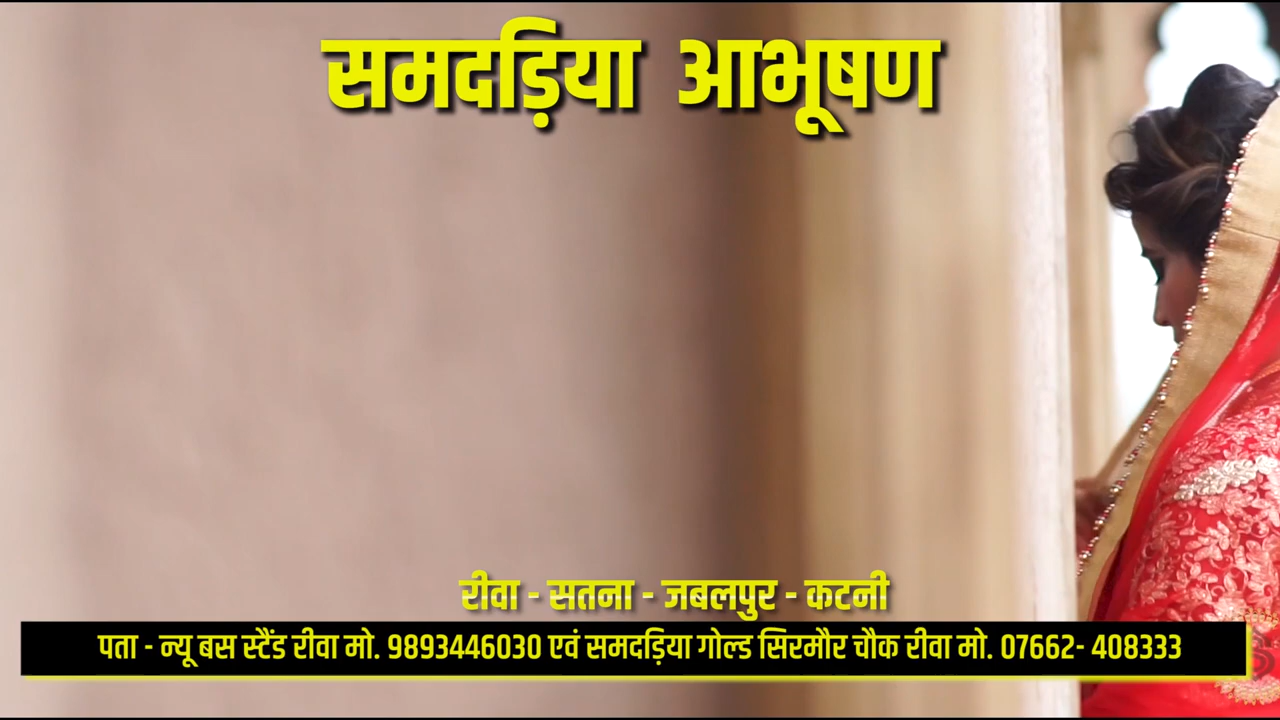 समदड़िया आभूषण
रीवा - सतना - जबलपुर - कटनी
पता - न्यू बस स्टैंड रीवा मो. 9893446030 एवं समदड़िया गोल्ड सिरमौर चौक रीवा मो. 07662- 408333